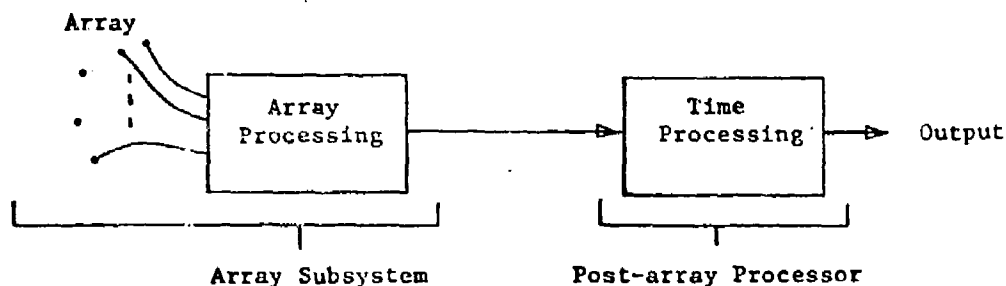 Array
Array
Processing
Time
Processing
Output
Array Subsystem
Post-array Processor